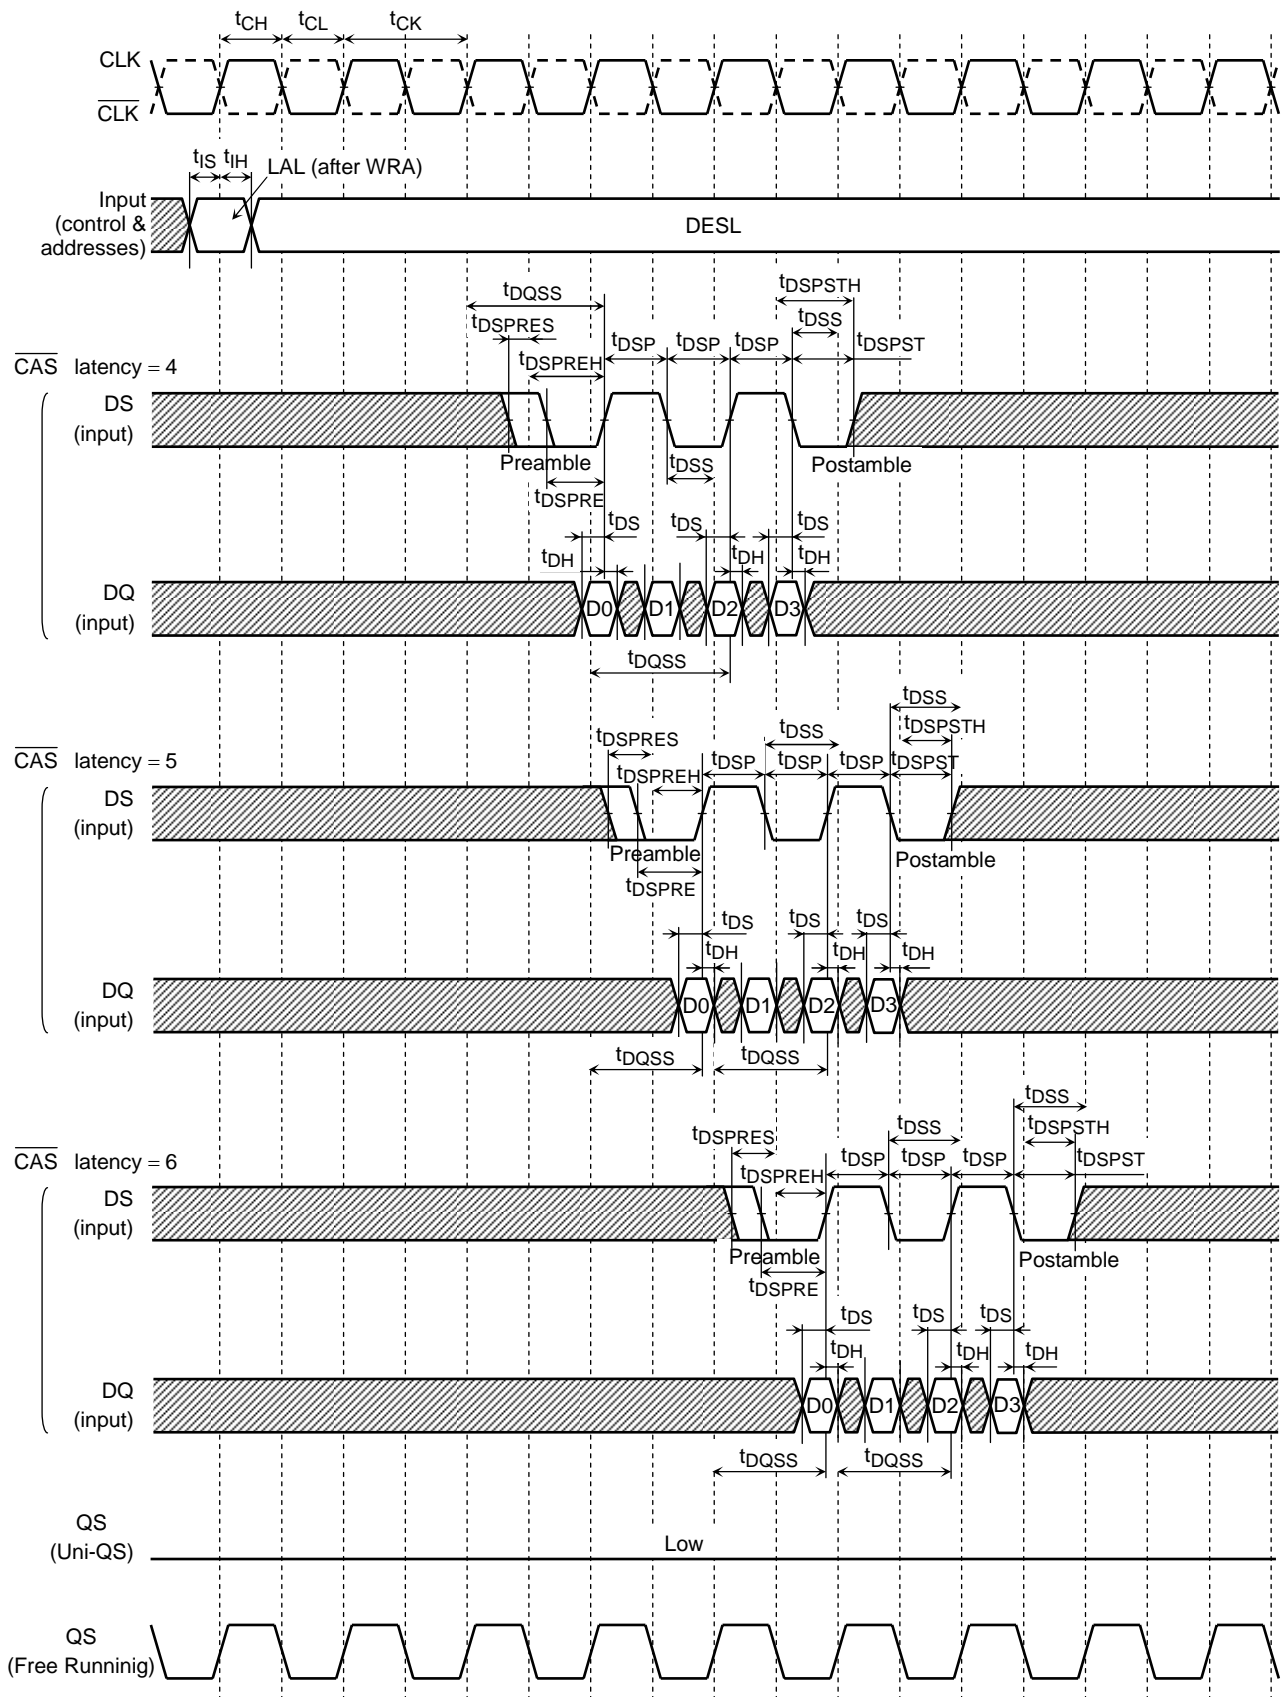 tCH tCL tCK
CLK
CLK
tIS tIH LAL (after WRA)
Input
(control &
addresses)
DESL
tDQSS tDSPSTH
tDSPRES tDSS
tDSPREH tDSP tDSP tDSP tDSPST
CAS latency = 4
DS
(input)
Preamble tDSS Postamble
tDSPRE
tDS tDS tDS
tDH tDH tDH
DQ
(input)
D0 D1 D2 D3
tDQSS
tDSS
tDSPRES tDSS tDSPSTH
CAS latency = 5
tDSPREH tDSP tDSP tDSP tDSPST
DS
(input)
Preamble Postamble
tDSPRE
tDS tDS tDS
tDH tDH tDH
DQ
(input)
D0 D1 D2 D3
tDQSS tDQSS
tDSS
tDSPRES tDSS tDSPSTH
CAS latency = 6
tDSPREH tDSP tDSP tDSP tDSPST
DS
(input)
Preamble Postamble
tDSPRE
tDS tDS tDS
tDH tDH tDH
DQ
(input)
D0 D1 D2 D3
tDQSS tDQSS
QS
(Uni-QS)
Low
QS
(Free Runninig)